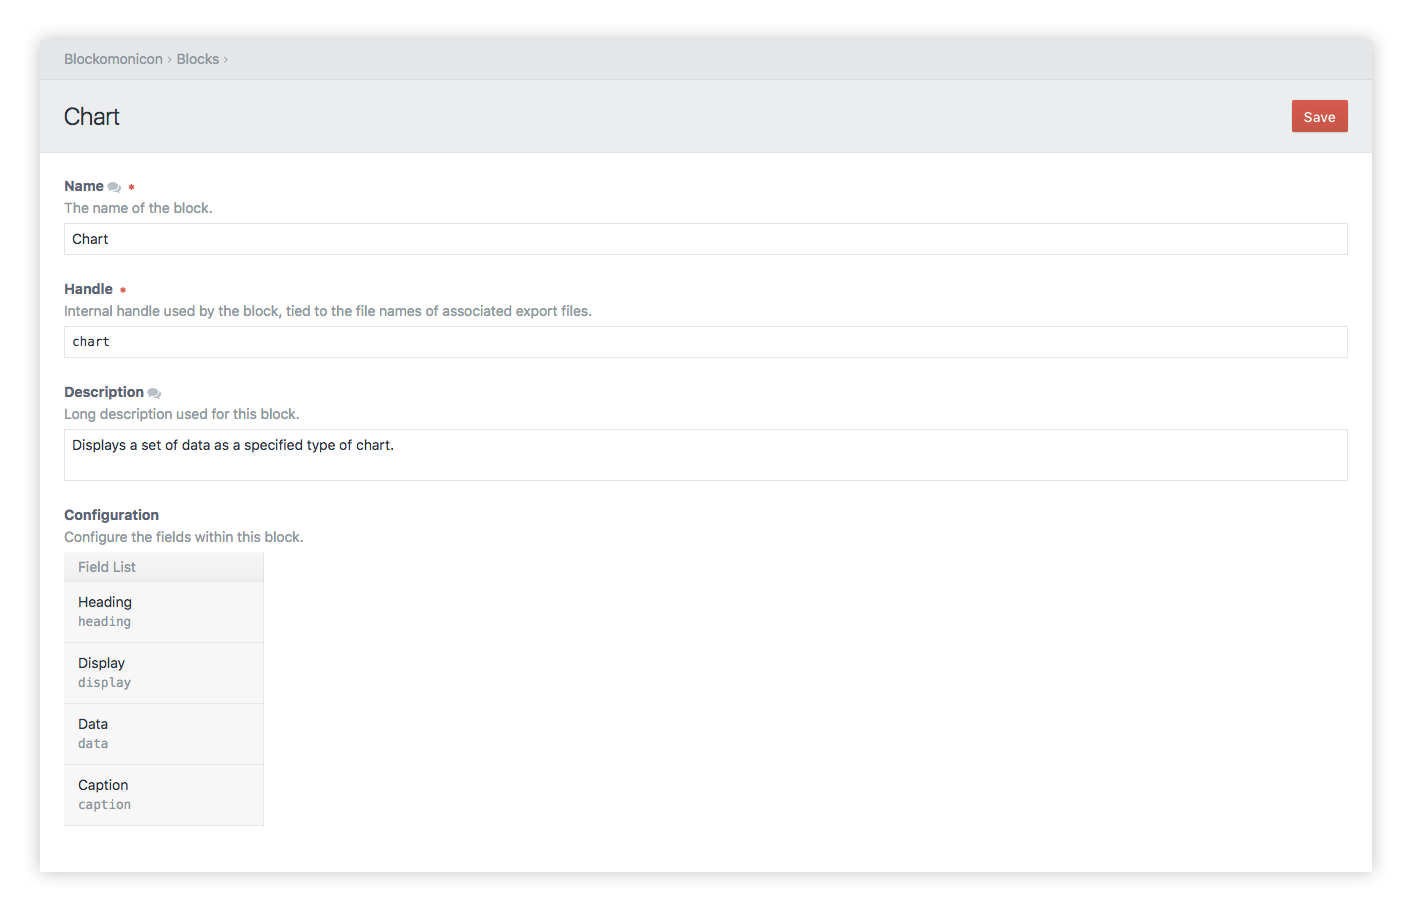 Blockomonicon › Blocks ›
Chart
Save
Name *
The name of the block.
Chart
Handle *
Internal handle used by the block, tied to the file names of associated export files.
chart
Description
Long description used for this block.
Displays a set of data as a specified type of chart.
Configuration
Configure the fields within this block.
Field List
Heading
heading
Display
display
Data
data
Caption
caption